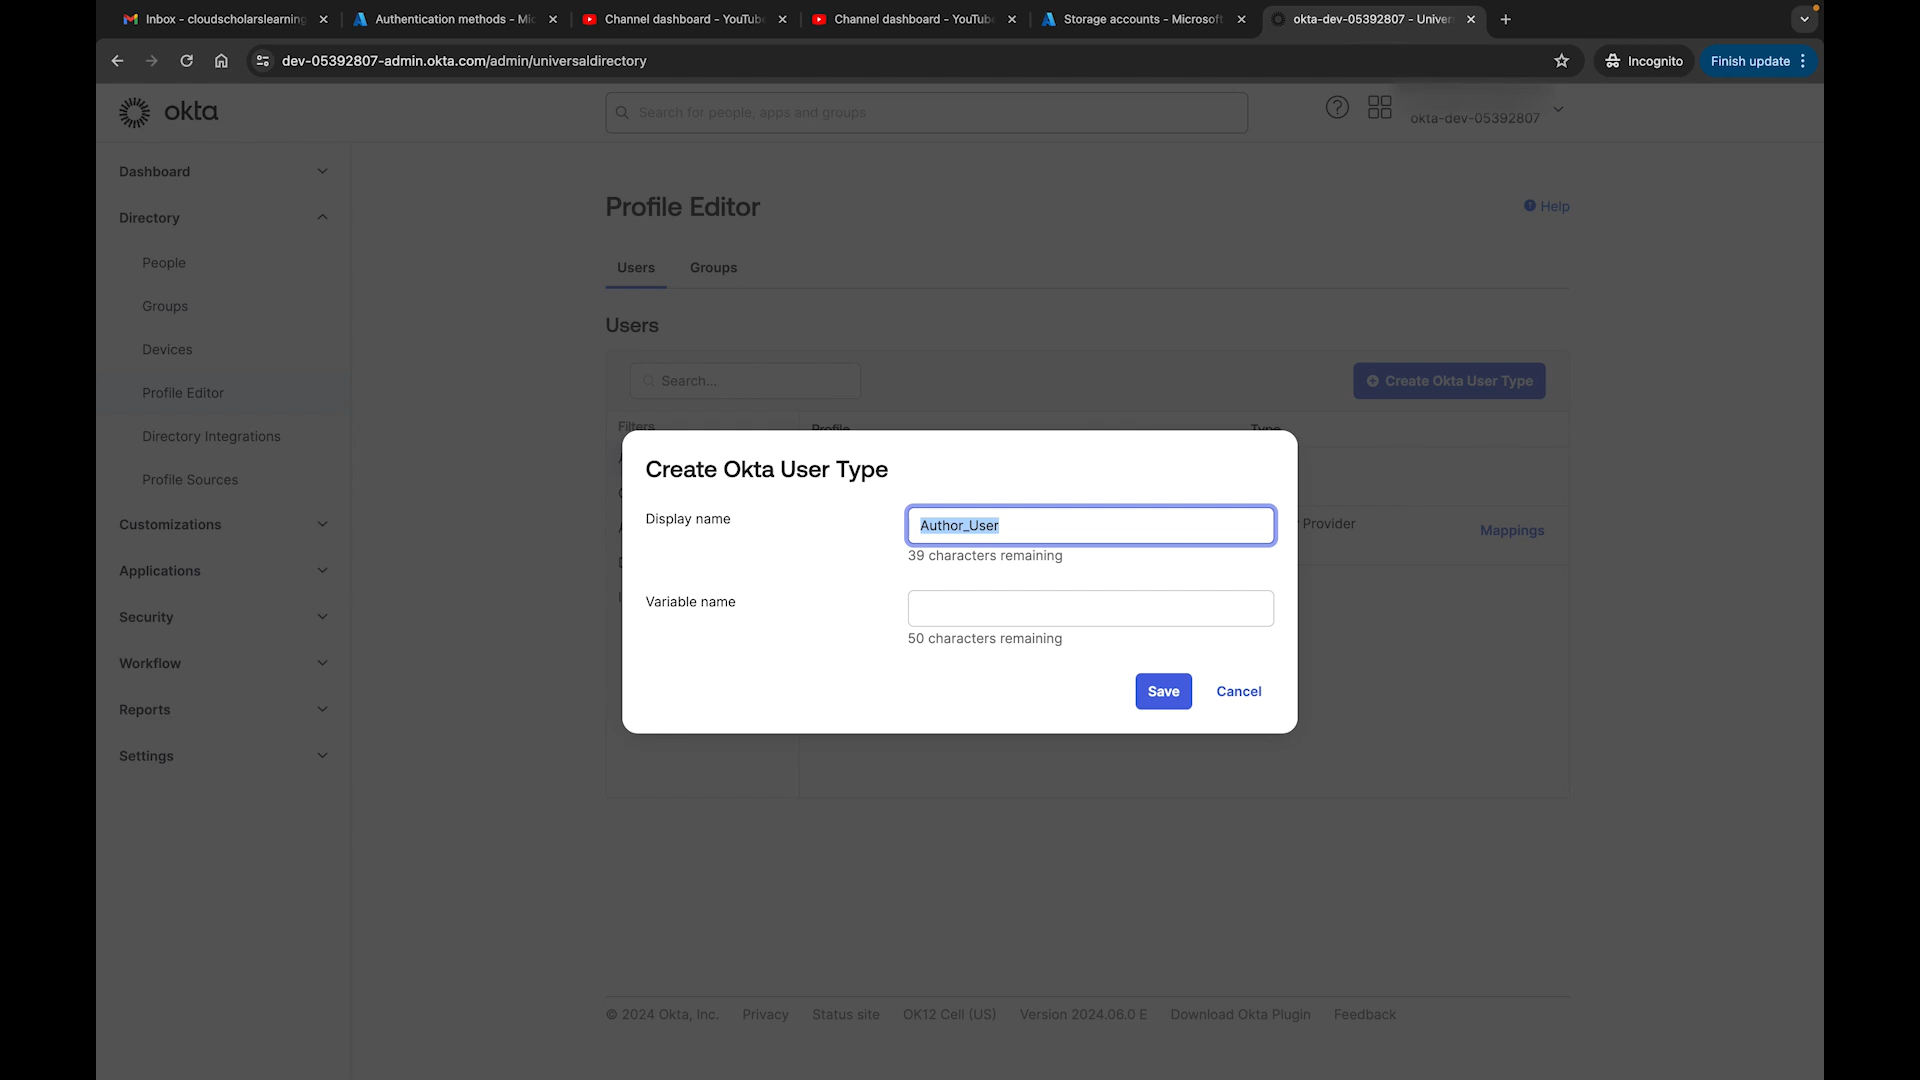 Inbox - cloudscholarslearning
Authentication methods - Mic
Channel dashboard - YouTube
Channel dashboard - YouTube
Storage accounts - Microsoft
okta-dev-05392807 - Univer
dev-05392807-admin.okta.com/admin/universaldirectory
Incognito
Finish update
okta
Search for people, apps and groups
okta-dev-05392807
Dashboard
Directory
People
Groups
Devices
Profile Editor
Directory Integrations
Profile Sources
Customizations
Applications
Security
Workflow
Reports
Settings
Profile Editor
Help
Users
Groups
Users
Search...
Create Okta User Type
Filters
Profile
Type
Provider
Mappings
Create Okta User Type
Display name
Author_User
39 characters remaining
Variable name
50 characters remaining
Save
Cancel
© 2024 Okta, Inc.
Privacy
Status site
OK12 Cell (US)
Version 2024.06.0 E
Download Okta Plugin
Feedback